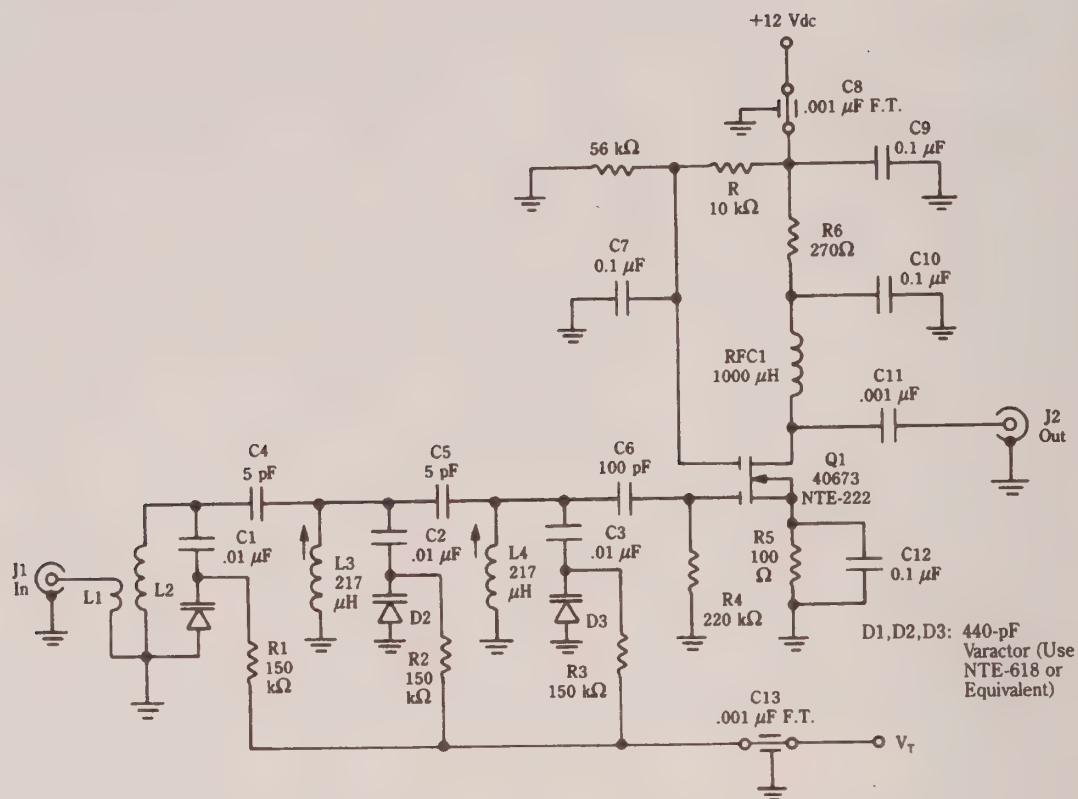 +12 Vdc
C8
.001 μF F.T.
C9
0.1 μF
56 kΩ
R
10 kΩ
R6
270Ω
C7
0.1 μF
C10
0.1 μF
RFC1
1000 μH
C11
.001 μF
J2
Out
C4
5 pF
C5
5 pF
C6
100 pF
Q1
40673
NTE-222
C1
.01 μF
C2
.01 μF
C3
.01 μF
J1
In
L1
L2
L3
217
μH
L4
217
μH
D2
D3
R5
100
Ω
C12
0.1 μF
R4
220 kΩ
R1
150
kΩ
R2
150
kΩ
R3
150 kΩ
D1,D2,D3: 440-pF
Varactor (Use
NTE-618 or
Equivalent)
C13
.001 μF F.T.
V_T